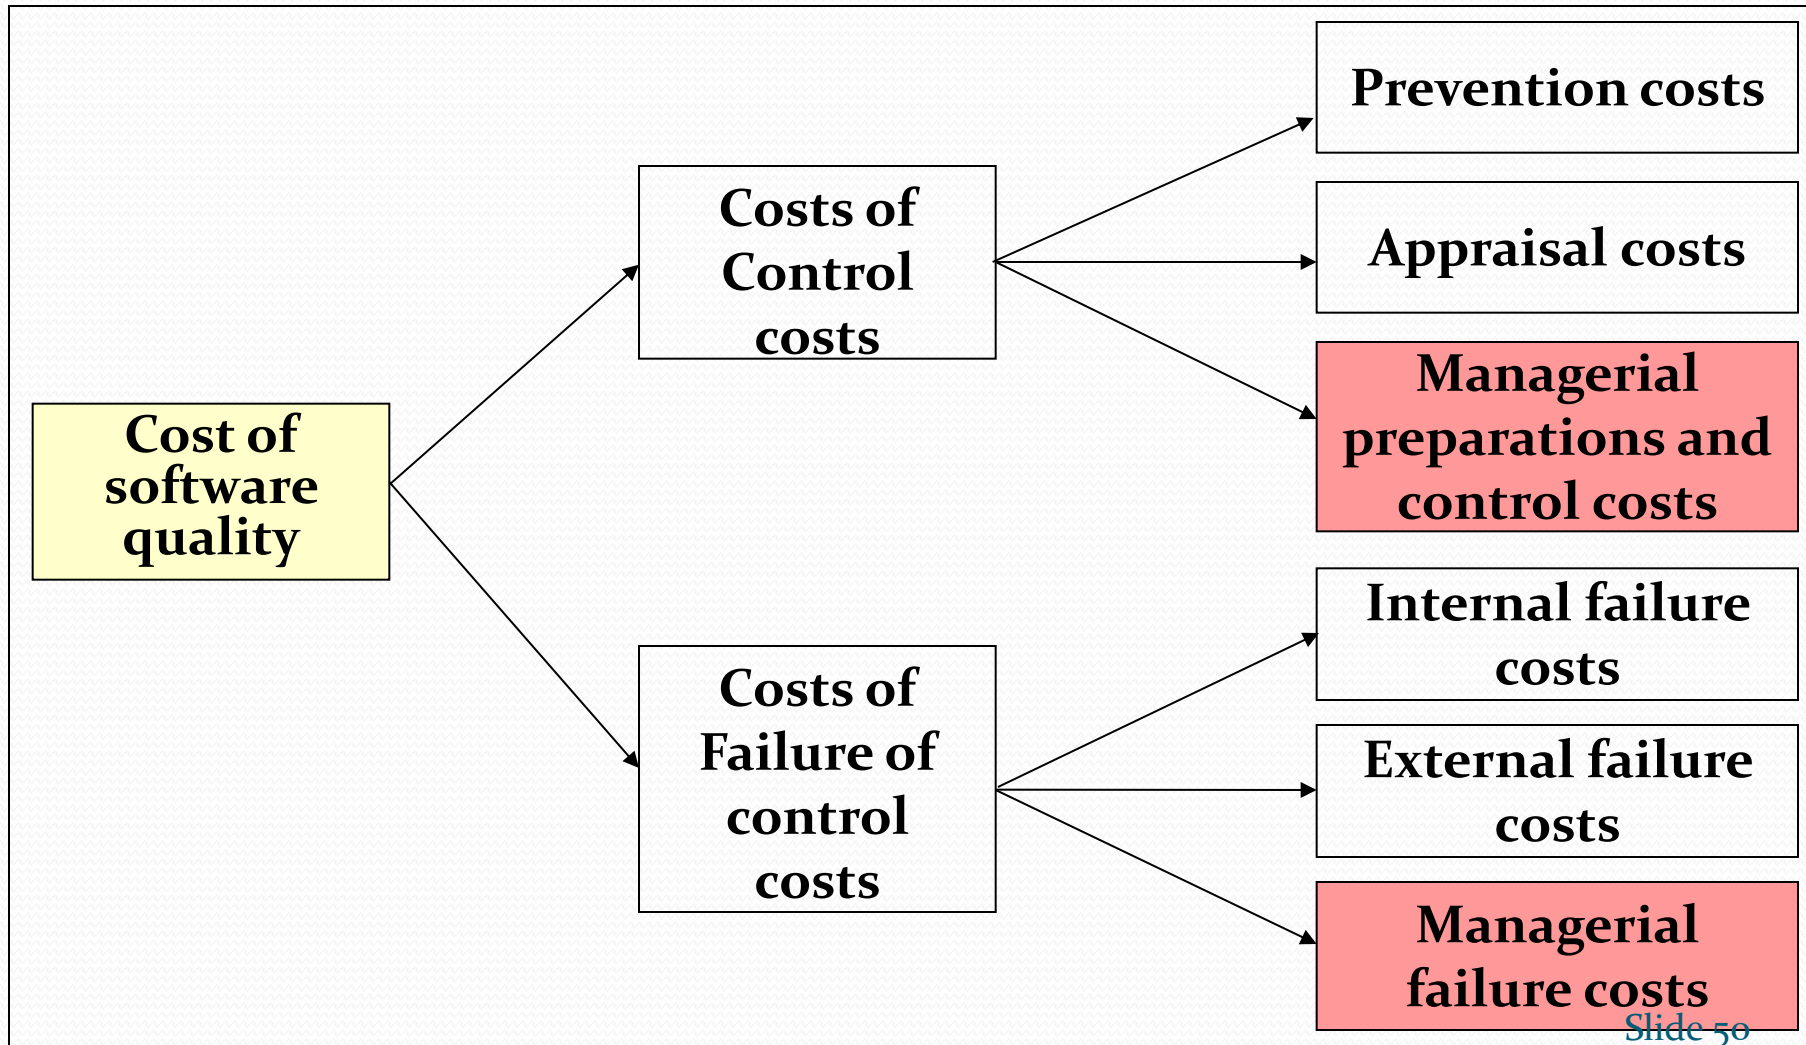 Prevention costs
Costs of
Control
costs
Appraisal costs
Managerial
preparations and
control costs
Cost of
software
quality
Internal failure
costs
Costs of
Failure of
control
costs
External failure
costs
Managerial
failure costs
Slide 50